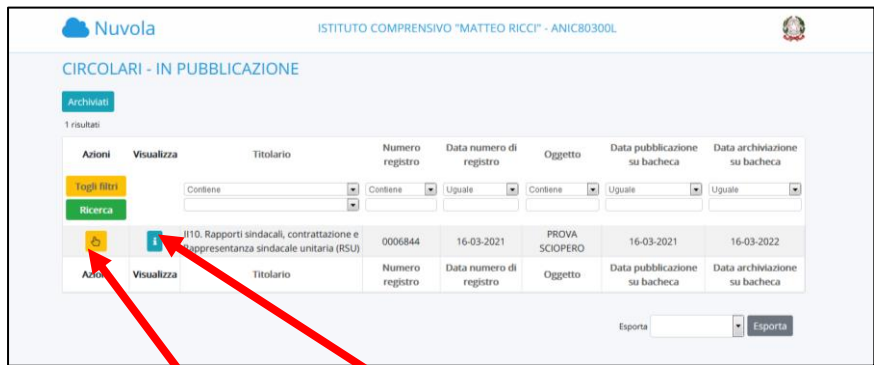 Nuvola
ISTITUTO COMPRENSIVO "MATTEO RICCI" - ANIC80300L
CIRCOLARI - IN PUBBLICAZIONE
Archiviati
1 risultati
Azioni Visualizza Titolario Numero registro Data numero di registro Oggetto Data pubblicazione su bacheca Data archiviazione su bacheca
Togli filtri Contiene Contiene Uguale Contiene Uguale Uguale
Ricerca
II10. Rapporti sindacali, contrattazione e Rappresentanza sindacale unitaria (RSU) 0006844 16-03-2021 PROVA SCIOPERO 16-03-2021 16-03-2022
Azioni Visualizza Titolario Numero registro Data numero di registro Oggetto Data pubblicazione su bacheca Data archiviazione su bacheca
Esporta Esporta